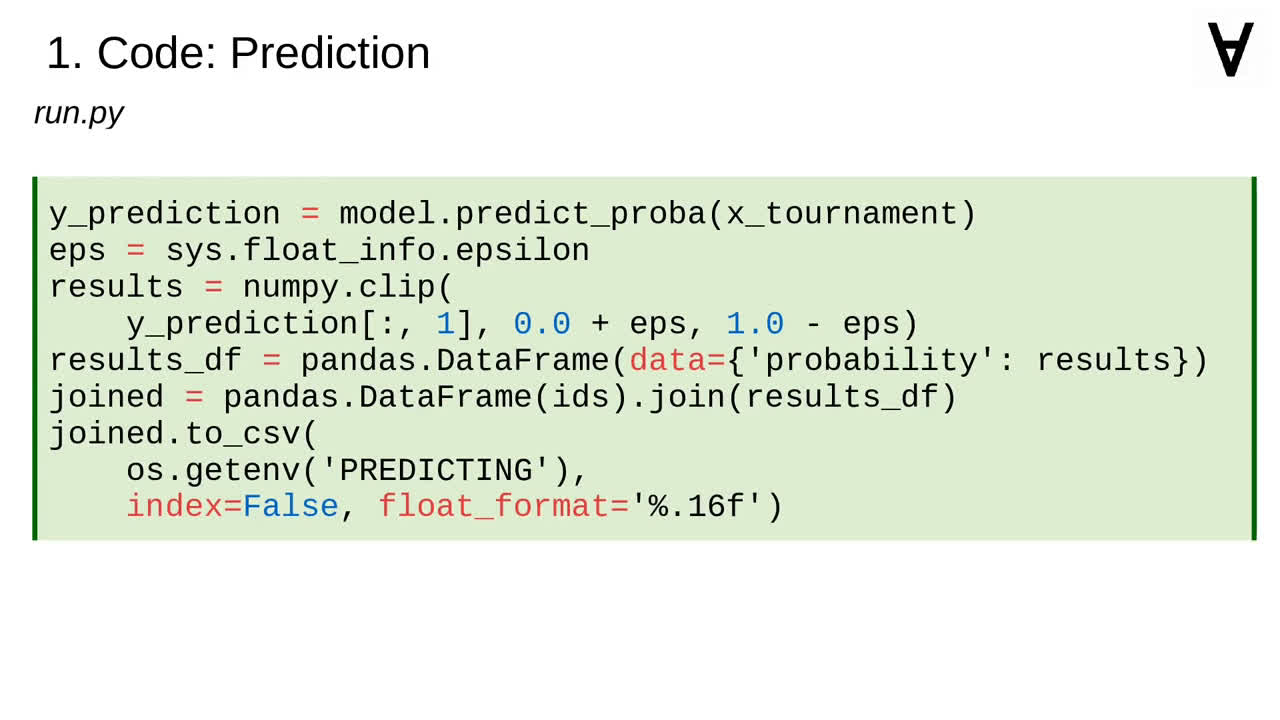 1. Code: Prediction
run.py
y_prediction = model.predict_proba(x_tournament)
eps = sys.float_info.epsilon
results = numpy.clip(
    y_prediction[:, 1], 0.0 + eps, 1.0 - eps)
results_df = pandas.DataFrame(data={'probability': results})
joined = pandas.DataFrame(ids).join(results_df)
joined.to_csv(
    os.getenv('PREDICTING'),
    index=False, float_format='%.16f')